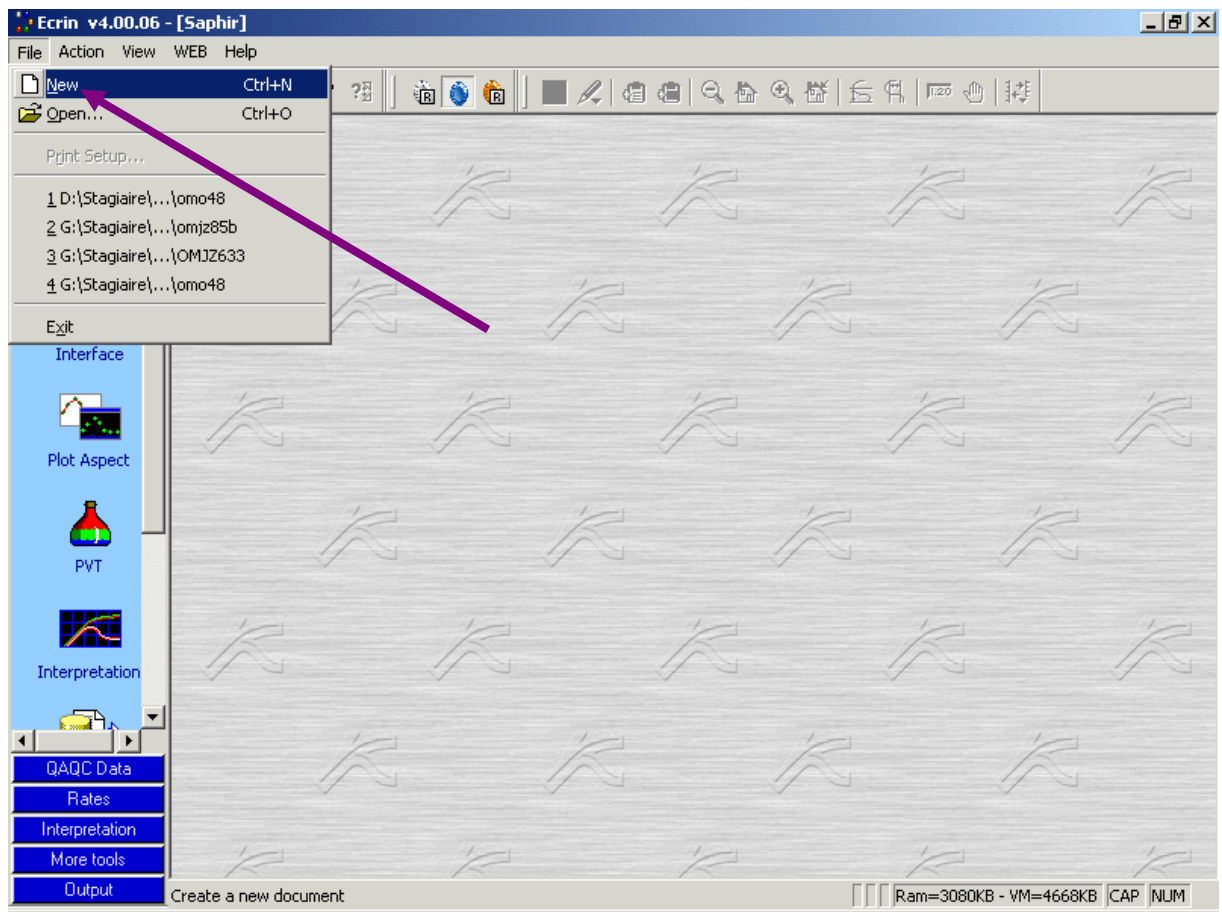 Ecrin v4.00.06 - [Saphir]
File Action View WEB Help
New Ctrl+N
Open... Ctrl+O
Print Setup...
1 D:\Stagiaire\...\omo48
2 G:\Stagiaire\...\omjz85b
3 G:\Stagiaire\...\OMJZ633
4 G:\Stagiaire\...\omo48
Exit
Interface
Plot Aspect
PVT
Interpretation
QAQC Data
Rates
Interpretation
More tools
Output
Create a new document
Ram=3080KB - VM=4668KB CAP NUM